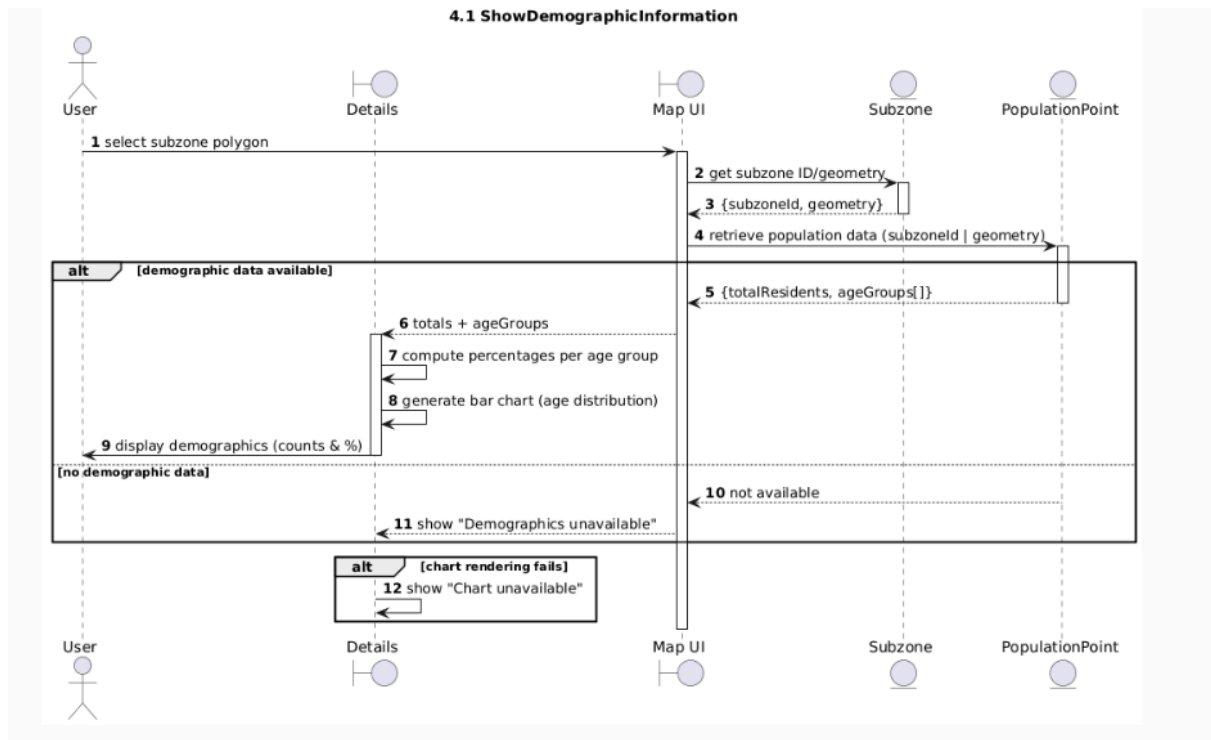 4.1 ShowDemographicInformation
User
Details
Map UI
Subzone
PopulationPoint
1 select subzone polygon
2 get subzone ID/geometry
3 {subzoneId, geometry}
4 retrieve population data (subzoneId | geometry)
alt [demographic data available]
5 {totalResidents, ageGroups[]}
6 totals + ageGroups
7 compute percentages per age group
8 generate bar chart (age distribution)
9 display demographics (counts & %)
[no demographic data]
10 not available
11 show "Demographics unavailable"
alt [chart rendering fails]
12 show "Chart unavailable"
User
Details
Map UI
Subzone
PopulationPoint